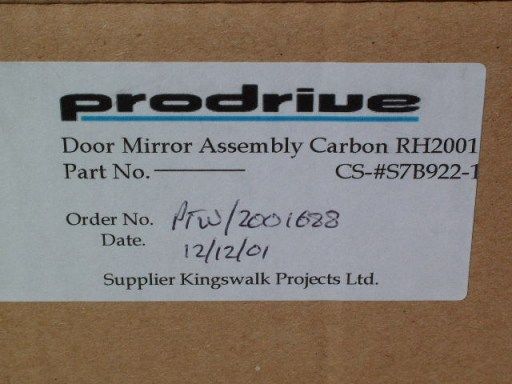 prodrive
Door Mirror Assembly Carbon RH2001
Part No. CS-#S7B922-1
Order No. PTW/2001688
Date. 12/12/01
Supplier Kingswalk Projects Ltd.